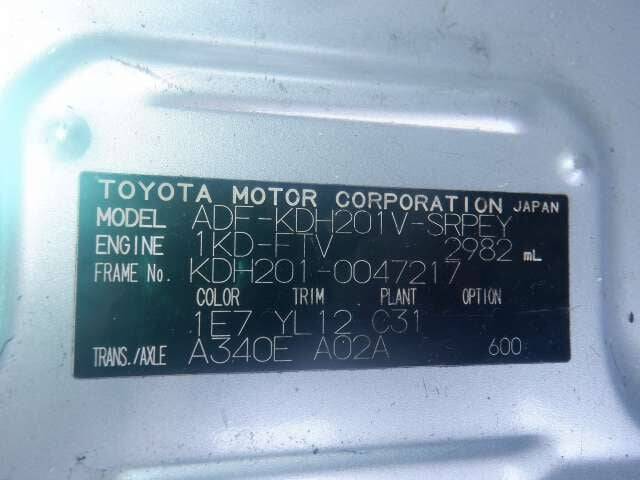 TOYOTA MOTOR CORPORATION JAPAN
MODEL ADF-KDH201V-SRPEY
ENGINE 1KD-FTV 2982 mL
FRAME No. KDH201-0047217
COLOR TRIM PLANT OPTION
1E7 YL12 C31
TRANS./AXLE A340E A02A 600